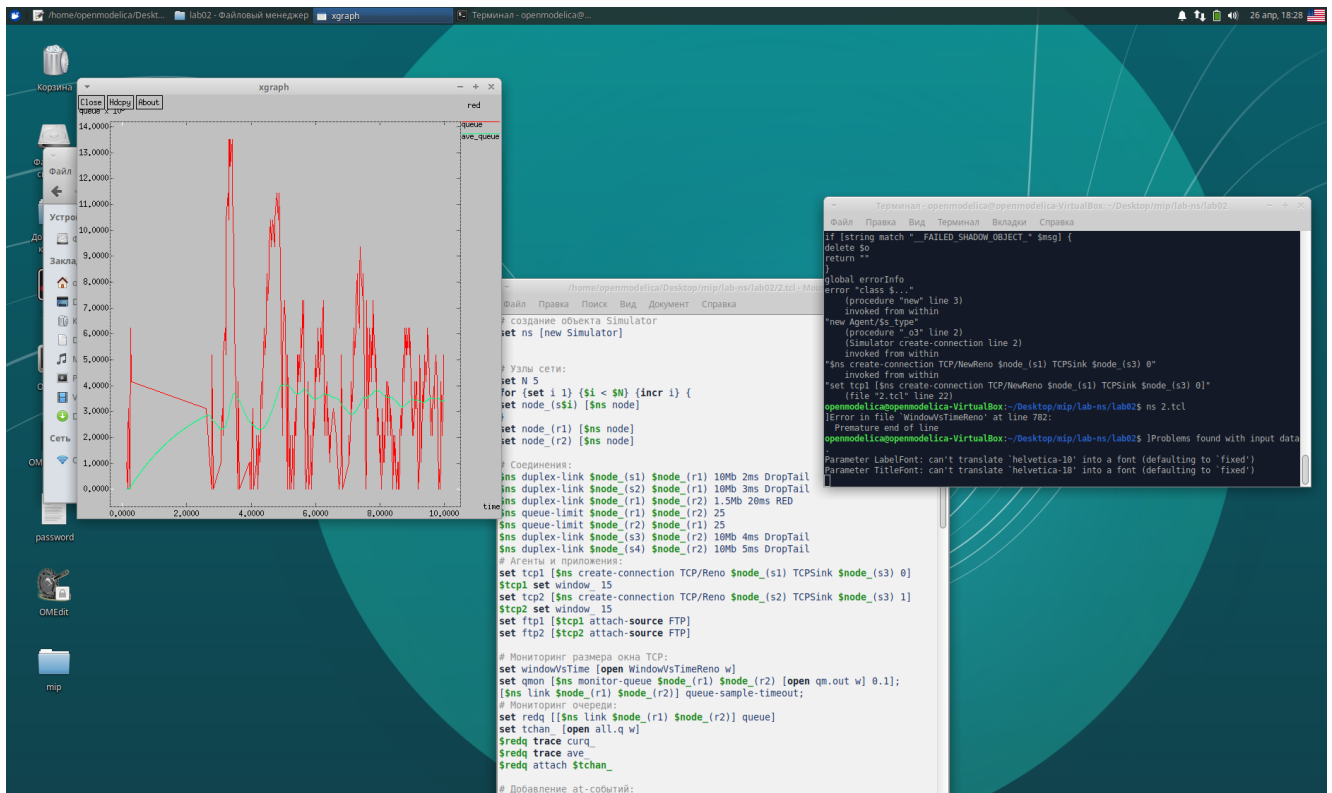 /home/openmodelica/Deskt...
lab02 - Файловый менеджер
xgraph
Терминал - openmodelica@...
26 апр, 18:28
Корзина
Файл
Устро
Закла
Сеть
password
OMEdit
mip
xgraph
Close Hdcpy About
red
queue
ave_queue
14,0000
13,0000
12,0000
11,0000
10,0000
9,0000
8,0000
7,0000
6,0000
5,0000
4,0000
3,0000
2,0000
1,0000
0,0000
0,0000 2,0000 4,0000 6,0000 8,0000 10,0000
time
/home/openmodelica/Desktop/mip/lab-ns/lab02/2.tcl - Mou
Файл Правка Поиск Вид Документ Справка
# создание объекта Simulator
set ns [new Simulator]
# Узлы сети:
set N 5
for {set i 1} {$i < $N} {incr i} {
set node_(s$i) [$ns node]
}
set node_(r1) [$ns node]
set node_(r2) [$ns node]
# Соединения:
$ns duplex-link $node_(s1) $node_(r1) 10Mb 2ms DropTail
$ns duplex-link $node_(s2) $node_(r1) 10Mb 3ms DropTail
$ns duplex-link $node_(r1) $node_(r2) 1.5Mb 20ms RED
$ns queue-limit $node_(r1) $node_(r2) 25
$ns queue-limit $node_(r2) $node_(r1) 25
$ns duplex-link $node_(s3) $node_(r2) 10Mb 4ms DropTail
$ns duplex-link $node_(s4) $node_(r2) 10Mb 5ms DropTail
# Агенты и приложения:
set tcp1 [$ns create-connection TCP/Reno $node_(s1) TCPSink $node_(s3) 0]
$tcp1 set window_ 15
set tcp2 [$ns create-connection TCP/Reno $node_(s2) TCPSink $node_(s3) 1]
$tcp2 set window_ 15
set ftp1 [$tcp1 attach-source FTP]
set ftp2 [$tcp2 attach-source FTP]
# Мониторинг размера окна TCP:
set windowVsTime [open WindowVsTimeReno w]
set qmon [$ns monitor-queue $node_(r1) $node_(r2) [open qm.out w] 0.1];
[$ns link $node_(r1) $node_(r2)] queue-sample-timeout;
# Мониторинг очереди:
set redq [[$ns link $node_(r1) $node_(r2)] queue]
set tchan_ [open all.q w]
$redq trace curq_
$redq trace ave_
$redq attach $tchan_
# Добавление at-событий:
Терминал - openmodelica@openmodelica-VirtualBox: ~/Desktop/mip/lab-ns/lab02
Файл Правка Вид Терминал Вкладки Справка
if [string match "__FAILED_SHADOW_OBJECT_" $msg] {
delete $o
return ""
}
global errorInfo
error "class $..."
(procedure "new" line 3)
invoked from within
"new Agent/$s_type"
(procedure "_o3" line 2)
(Simulator create-connection line 2)
invoked from within
"$ns create-connection TCP/NewReno $node_(s1) TCPSink $node_(s3) 0"
invoked from within
"set tcp1 [$ns create-connection TCP/NewReno $node_(s1) TCPSink $node_(s3) 0]"
(file "2.tcl" line 22)
openmodelica@openmodelica-VirtualBox:~/Desktop/mip/lab-ns/lab02$ ns 2.tcl
]Error in file `WindowVsTimeReno' at line 782:
Premature end of line
openmodelica@openmodelica-VirtualBox:~/Desktop/mip/lab-ns/lab02$ ]Problems found with input data
.
Parameter LabelFont: can't translate `helvetica-10' into a font (defaulting to `fixed')
Parameter TitleFont: can't translate `helvetica-18' into a font (defaulting to `fixed')